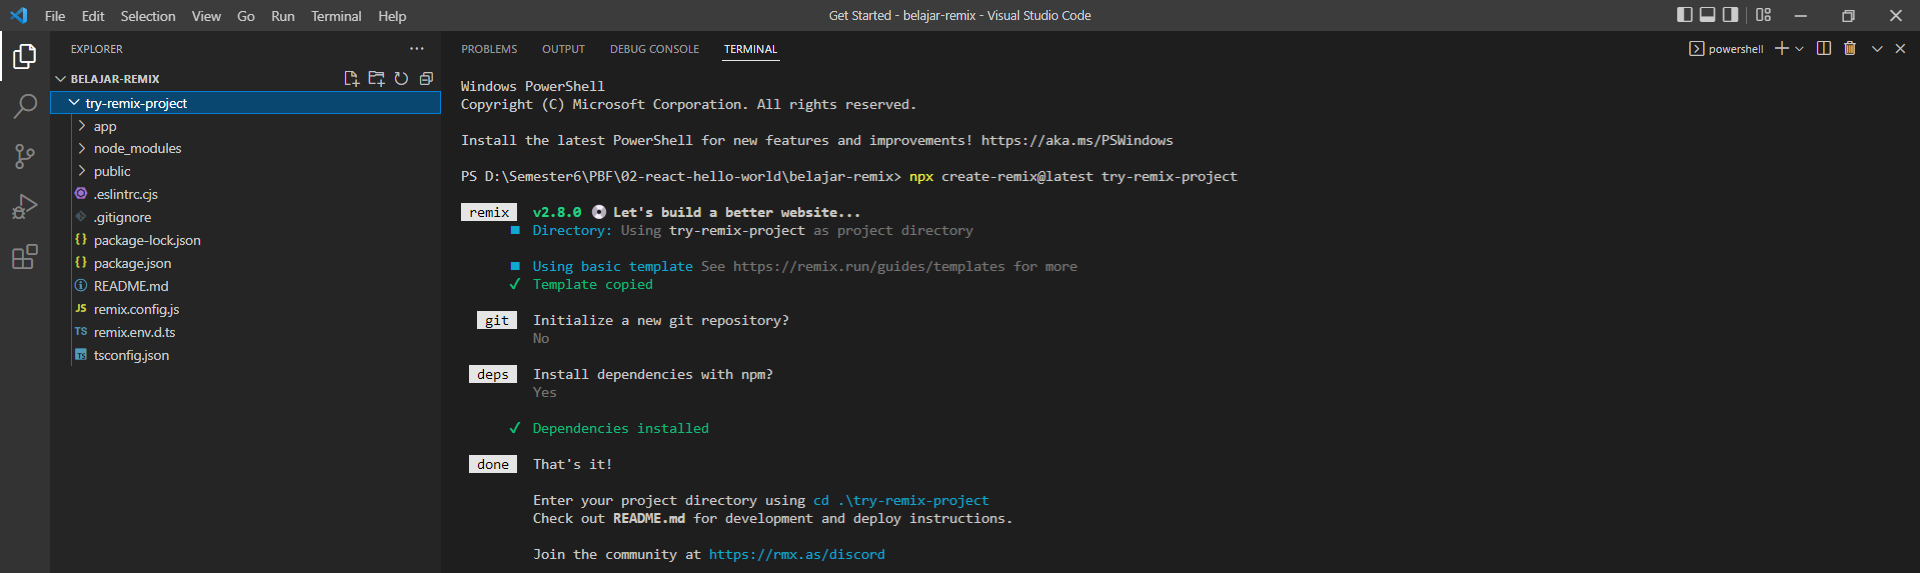 File Edit Selection View Go Run Terminal Help
Get Started - belajar-remix - Visual Studio Code
EXPLORER
BELAJAR-REMIX
try-remix-project
app
node_modules
public
.eslintrc.cjs
.gitignore
package-lock.json
package.json
README.md
JS remix.config.js
TS remix.env.d.ts
tsconfig.json
PROBLEMS OUTPUT DEBUG CONSOLE TERMINAL
powershell
Windows PowerShell
Copyright (C) Microsoft Corporation. All rights reserved.
Install the latest PowerShell for new features and improvements! https://aka.ms/PSWindows
PS D:\Semester6\PBF\02-react-hello-world\belajar-remix> npx create-remix@latest try-remix-project
remix v2.8.0 💿 Let's build a better website...
Directory: Using try-remix-project as project directory
Using basic template See https://remix.run/guides/templates for more
✓ Template copied
git Initialize a new git repository?
No
deps Install dependencies with npm?
Yes
✓ Dependencies installed
done That's it!
Enter your project directory using cd .\try-remix-project
Check out README.md for development and deploy instructions.
Join the community at https://rmx.as/discord